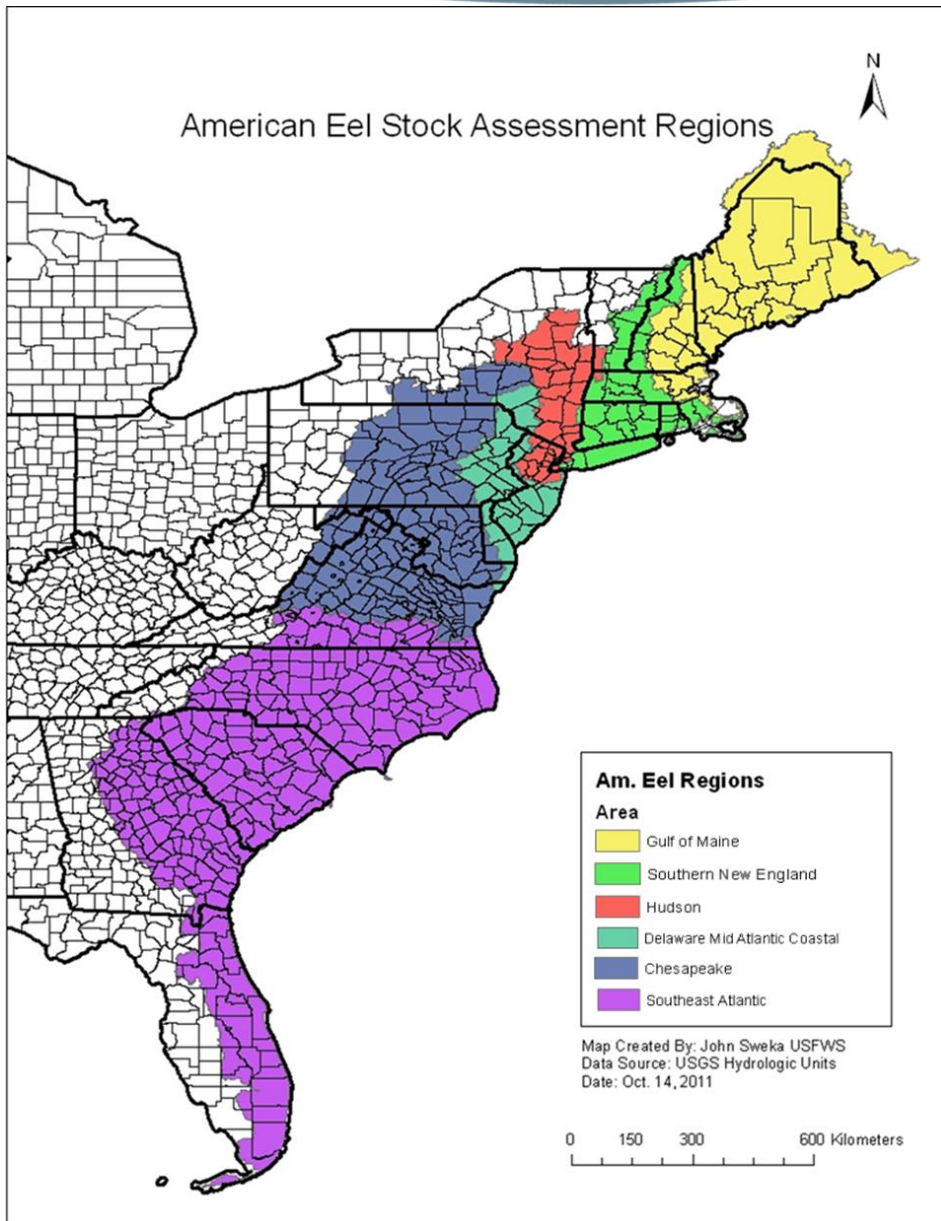 N
American Eel Stock Assessment Regions
Am. Eel Regions
Area
Gulf of Maine
Southern New England
Hudson
Delaware Mid Atlantic Coastal
Chesapeake
Southeast Atlantic
Map Created By: John Sweka USFWS
Data Source: USGS Hydrologic Units
Date: Oct. 14, 2011
0 150 300 600 Kilometers